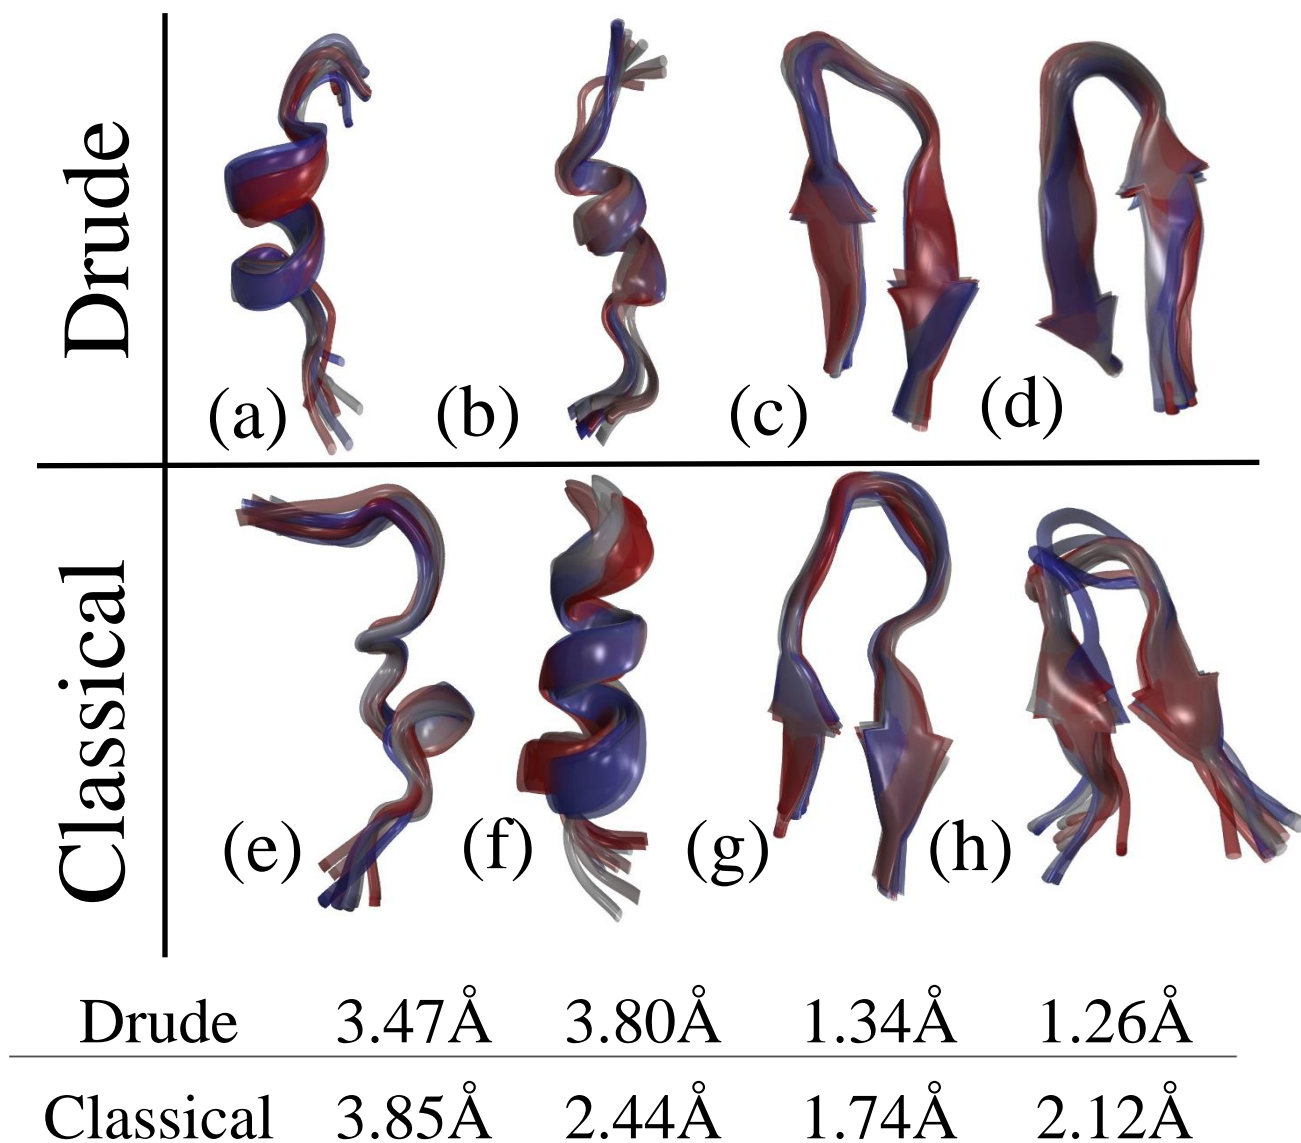 Drude
(a) (b) (c) (d)
Classical
(e) (f) (g) (h)
Drude 3.47Å 3.80Å 1.34Å 1.26Å
Classical 3.85Å 2.44Å 1.74Å 2.12Å